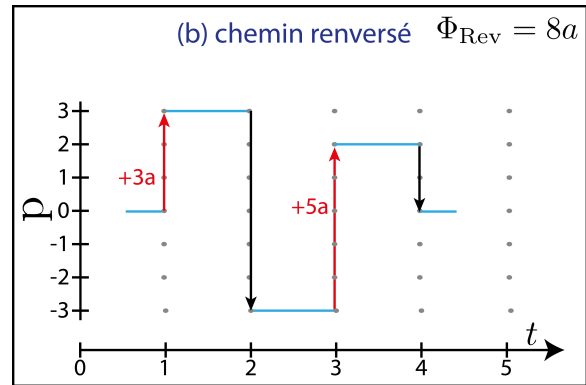 (b) chemin renversé Φ_Rev = 8a
3
2
+3a
1
p
0
+5a
-1
-2
-3
t
0 1 2 3 4 5